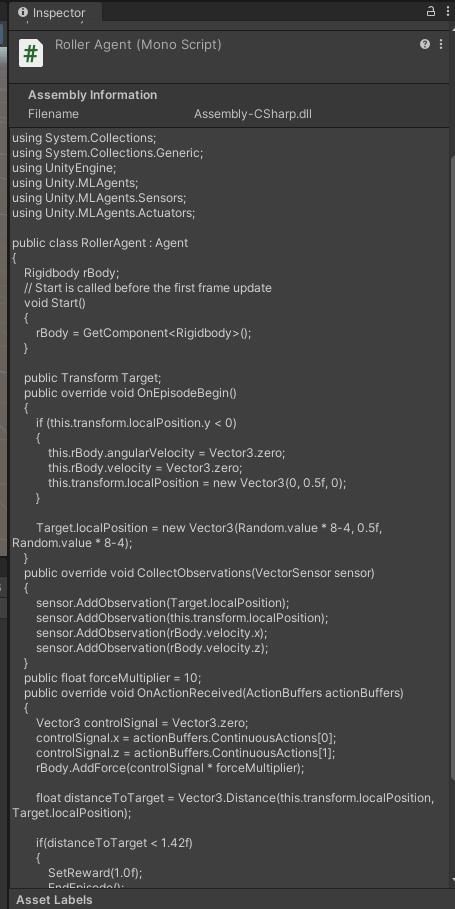 Inspector
Roller Agent (Mono Script)
#
Assembly Information
Filename Assembly-CSharp.dll
using System.Collections;
using System.Collections.Generic;
using UnityEngine;
using Unity.MLAgents;
using Unity.MLAgents.Sensors;
using Unity.MLAgents.Actuators;

public class RollerAgent : Agent
{
    Rigidbody rBody;
    // Start is called before the first frame update
    void Start()
    {
        rBody = GetComponent<Rigidbody>();
    }

    public Transform Target;
    public override void OnEpisodeBegin()
    {
        if (this.transform.localPosition.y < 0)
        {
            this.rBody.angularVelocity = Vector3.zero;
            this.rBody.velocity = Vector3.zero;
            this.transform.localPosition = new Vector3(0, 0.5f, 0);
        }

        Target.localPosition = new Vector3(Random.value * 8-4, 0.5f,
Random.value * 8-4);
    }
    public override void CollectObservations(VectorSensor sensor)
    {
        sensor.AddObservation(Target.localPosition);
        sensor.AddObservation(this.transform.localPosition);
        sensor.AddObservation(rBody.velocity.x);
        sensor.AddObservation(rBody.velocity.z);
    }
    public float forceMultiplier = 10;
    public override void OnActionReceived(ActionBuffers actionBuffers)
    {
        Vector3 controlSignal = Vector3.zero;
        controlSignal.x = actionBuffers.ContinuousActions[0];
        controlSignal.z = actionBuffers.ContinuousActions[1];
        rBody.AddForce(controlSignal * forceMultiplier);

        float distanceToTarget = Vector3.Distance(this.transform.localPosition,
Target.localPosition);

        if(distanceToTarget < 1.42f)
        {
            SetReward(1.0f);
            EndEpisode();
Asset Labels